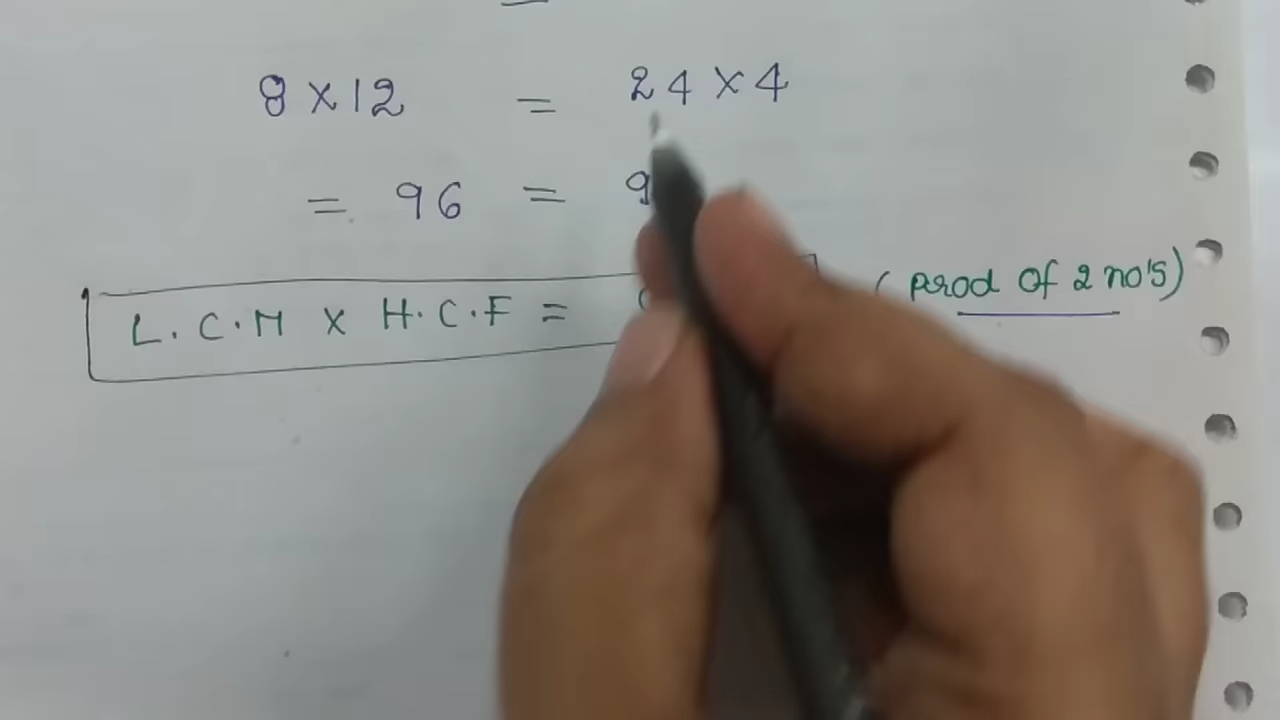 8 × 12 = 24 × 4
= 96 = 9
L.C.M × H.C.F = (prod of 2 no's)